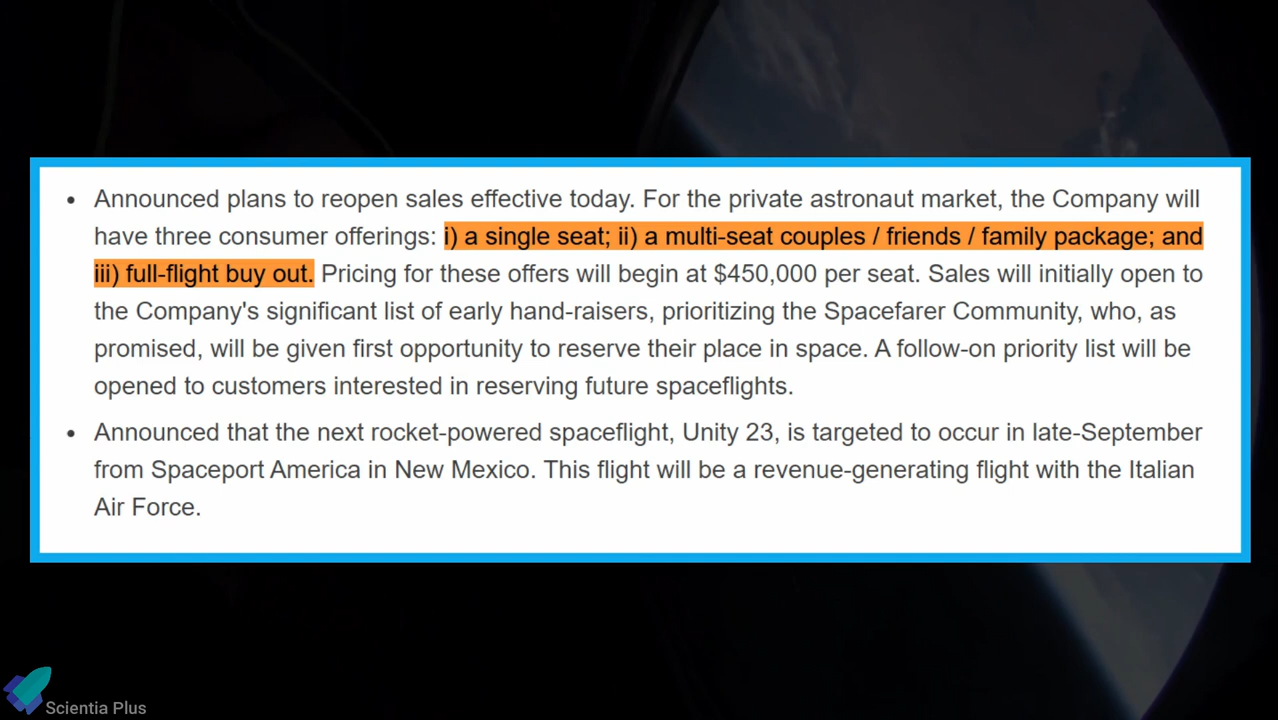 • Announced plans to reopen sales effective today. For the private astronaut market, the Company will
have three consumer offerings: i) a single seat; ii) a multi-seat couples / friends / family package; and
iii) full-flight buy out. Pricing for these offers will begin at $450,000 per seat. Sales will initially open to
the Company's significant list of early hand-raisers, prioritizing the Spacefarer Community, who, as
promised, will be given first opportunity to reserve their place in space. A follow-on priority list will be
opened to customers interested in reserving future spaceflights.
• Announced that the next rocket-powered spaceflight, Unity 23, is targeted to occur in late-September
from Spaceport America in New Mexico. This flight will be a revenue-generating flight with the Italian
Air Force.
Scientia Plus